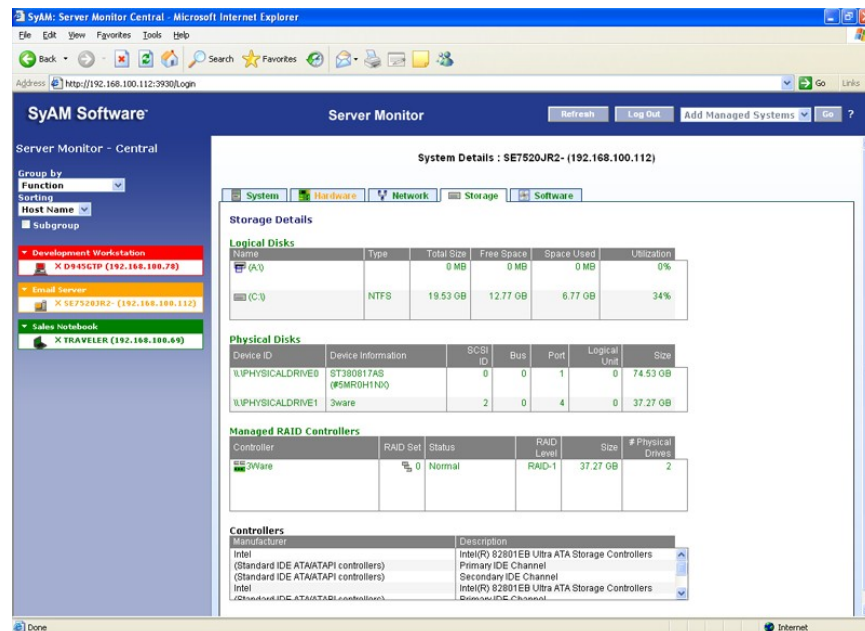 SyAM: Server Monitor Central - Microsoft Internet Explorer
File Edit View Favorites Tools Help
Back Search Favorites
Address http://192.168.100.112:3930/Login Go Links
SyAM Software Server Monitor Refresh Log Out Add Managed Systems Go ?
Server Monitor - Central
Group by
Function
Sorting
Host Name
Subgroup
Development Workstation
X D945GTP (192.168.100.78)
Email Server
X SE7520JR2- (192.168.100.112)
Sales Notebook
X TRAVELER (192.168.100.69)
System Details : SE7520JR2- (192.168.100.112)
System Hardware Network Storage Software
Storage Details
Logical Disks
Name Type Total Size Free Space Space Used Utilization
(A:\) 0 MB 0 MB 0 MB 0%
(C:\) NTFS 19.53 GB 12.77 GB 6.77 GB 34%
Physical Disks
Device ID Device Information SCSI ID Bus Port Logical Unit Size
\\.\PHYSICALDRIVE0 ST380817AS (#5MR0H1NX) 0 0 1 0 74.53 GB
\\.\PHYSICALDRIVE1 3ware 2 0 4 0 37.27 GB
Managed RAID Controllers
Controller RAID Set Status RAID Level Size # Physical Drives
3Ware 0 Normal RAID-1 37.27 GB 2
Controllers
Manufacturer Description
Intel Intel(R) 82801EB Ultra ATA Storage Controllers
(Standard IDE ATA/ATAPI controllers) Primary IDE Channel
(Standard IDE ATA/ATAPI controllers) Secondary IDE Channel
Intel Intel(R) 82801EB Ultra ATA Storage Controllers
(Standard IDE ATA/ATAPI controllers) Primary IDE Channel
Done Internet